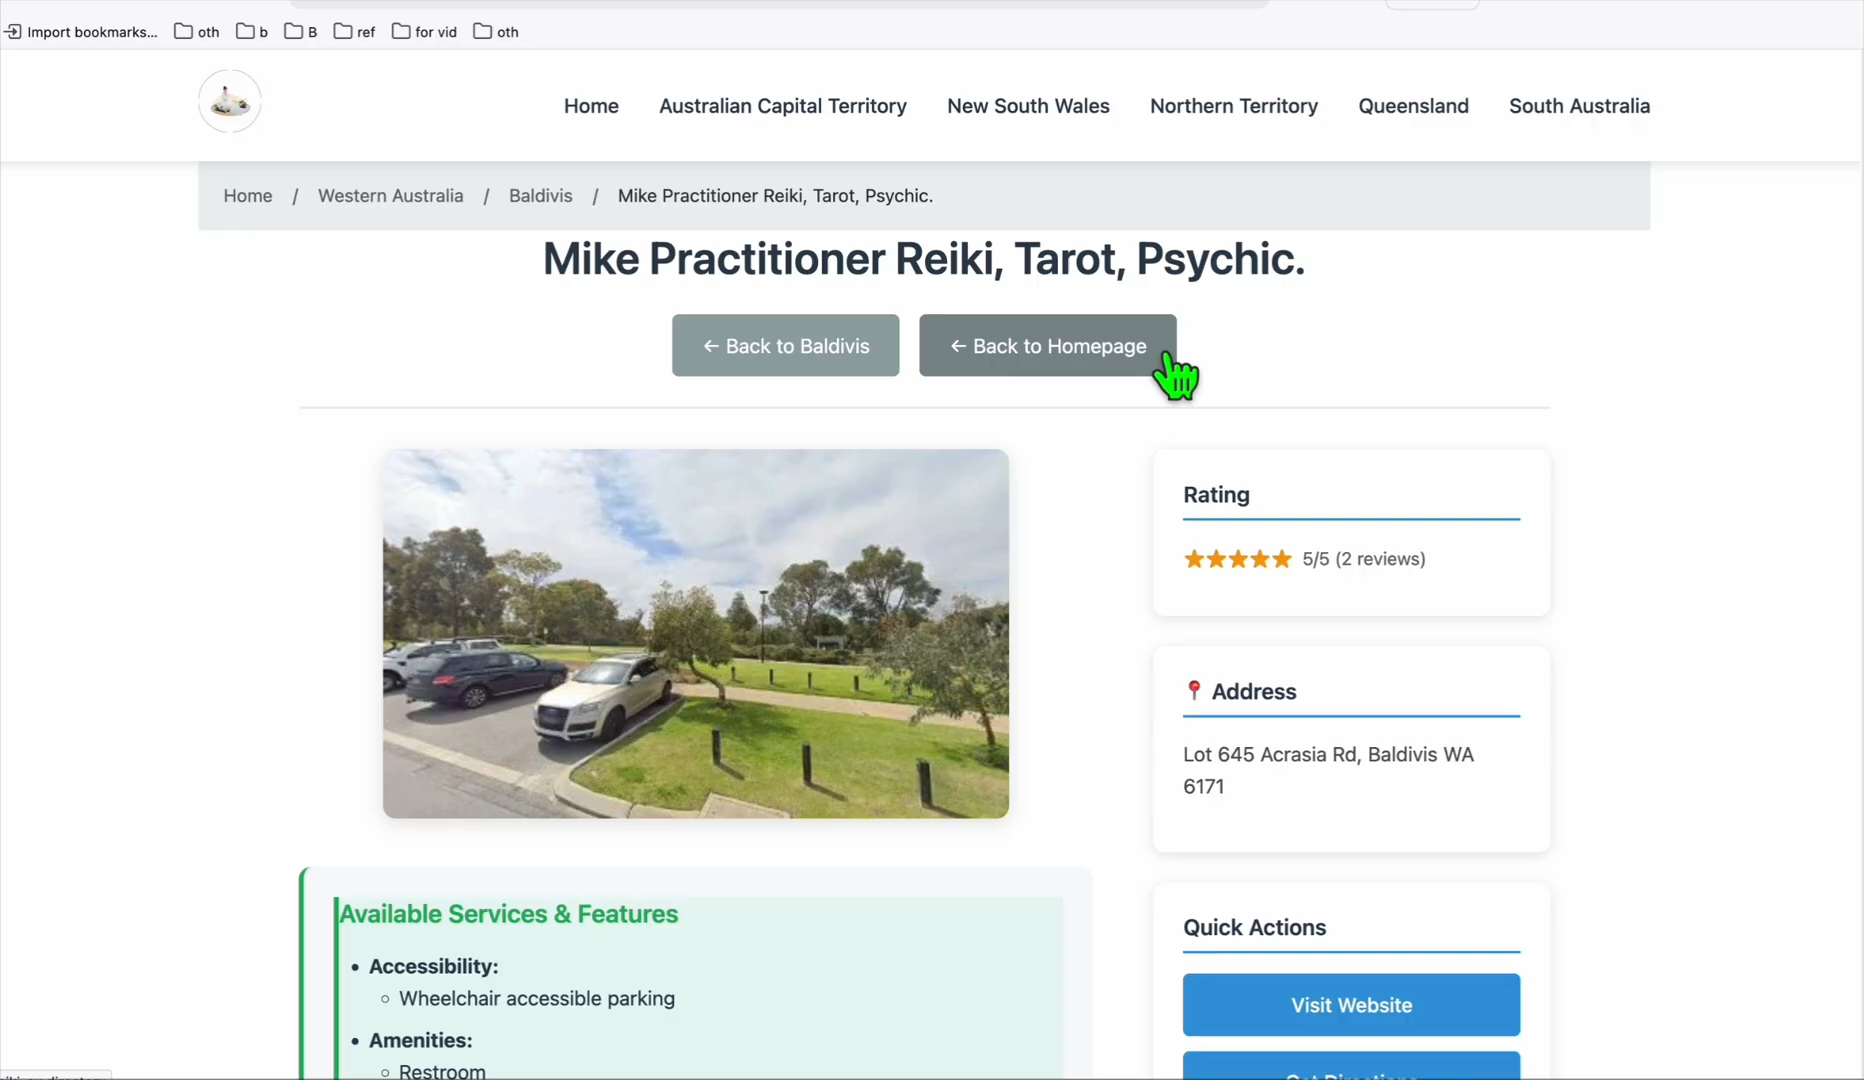 Import bookmarks... oth b B ref for vid oth
Home Australian Capital Territory New South Wales Northern Territory Queensland South Australia
Home / Western Australia / Baldivis / Mike Practitioner Reiki, Tarot, Psychic.
Mike Practitioner Reiki, Tarot, Psychic.
← Back to Baldivis ← Back to Homepage
Rating
5/5 (2 reviews)
Address
Lot 645 Acrasia Rd, Baldivis WA
6171
Available Services & Features
• Accessibility:
○ Wheelchair accessible parking
• Amenities:
○ Restroom
Quick Actions
Visit Website